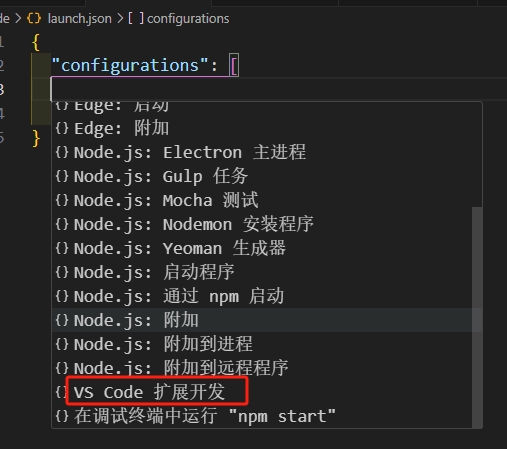 de > {} launch.json > [ ] configurations
1 {
2 "configurations": [
3
4
5 }
{} Edge: 启动
{} Edge: 附加
{} Node.js: Electron 主进程
{} Node.js: Gulp 任务
{} Node.js: Mocha 测试
{} Node.js: Nodemon 安装程序
{} Node.js: Yeoman 生成器
{} Node.js: 启动程序
{} Node.js: 通过 npm 启动
{} Node.js: 附加
{} Node.js: 附加到进程
{} Node.js: 附加到远程程序
{} VS Code 扩展开发
{} 在调试终端中运行 "npm start"